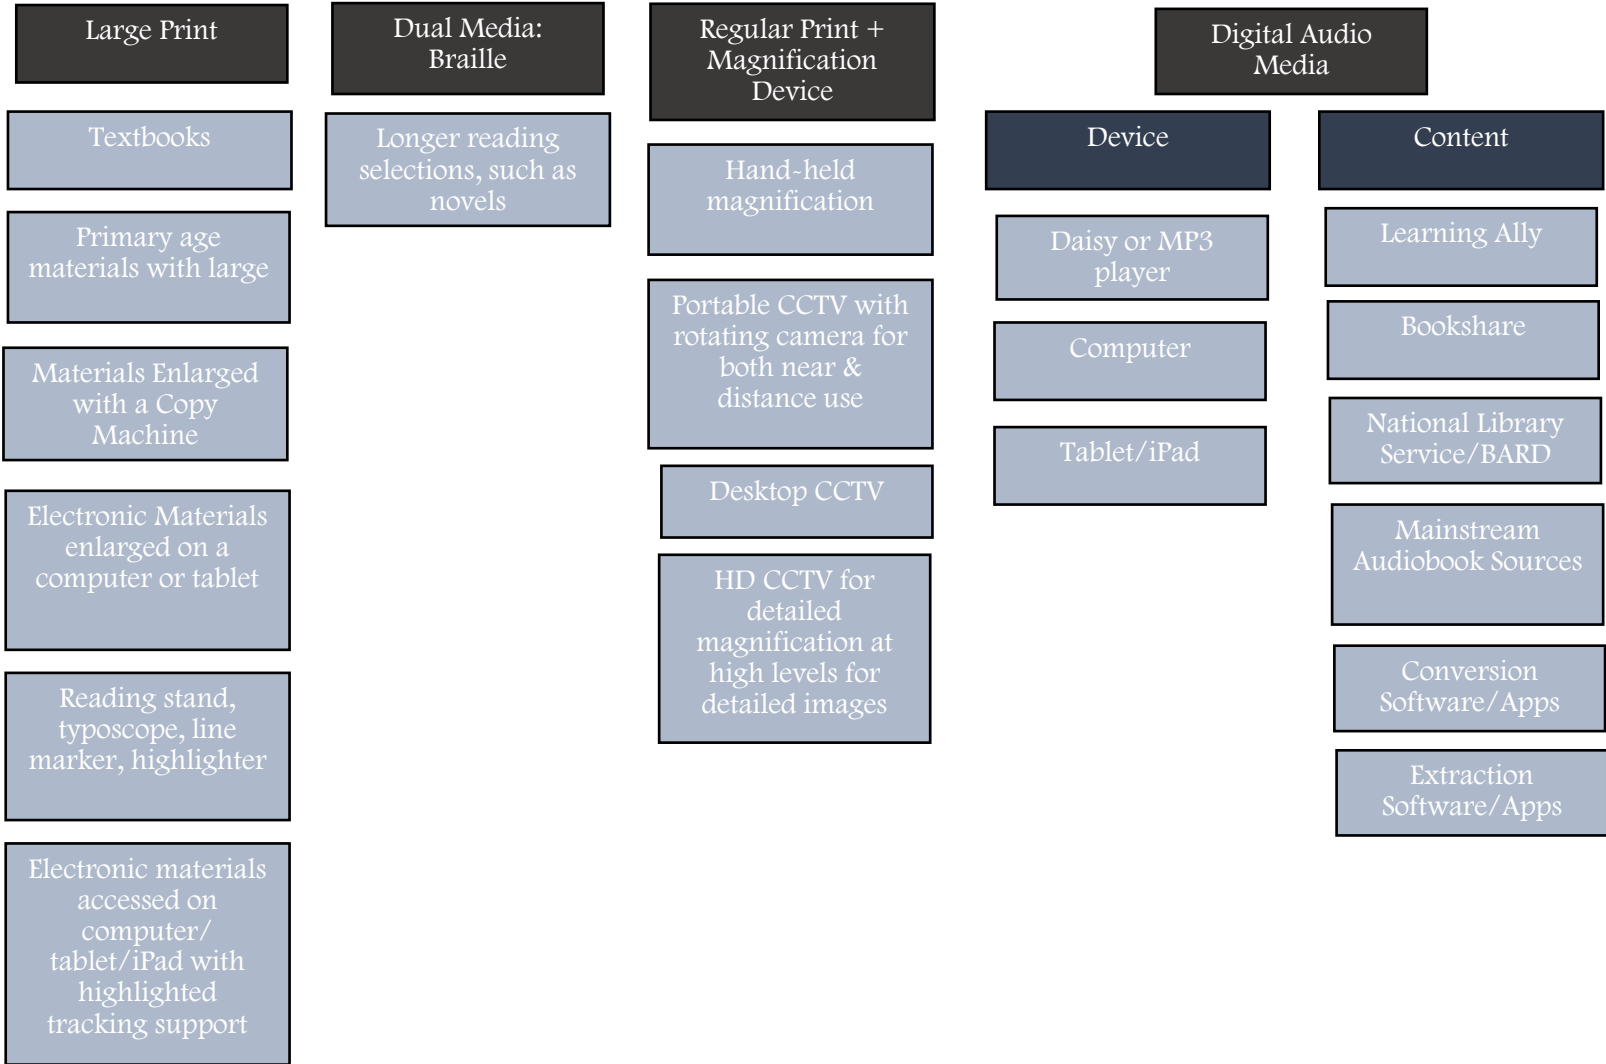 Large Print
Textbooks
Primary age
materials with large
Materials Enlarged
with a Copy
Machine
Electronic Materials
enlarged on a
computer or tablet
Reading stand,
typoscope, line
marker, highlighter
Electronic materials
accessed on
computer/
tablet/iPad with
highlighted
tracking support
Dual Media:
Braille
Longer reading
selections, such as
novels
Regular Print +
Magnification
Device
Hand-held
magnification
Portable CCTV with
rotating camera for
both near &
distance use
Desktop CCTV
HD CCTV for
detailed
magnification at
high levels for
detailed images
Digital Audio
Media
Device
Daisy or MP3
player
Computer
Tablet/iPad
Content
Learning Ally
Bookshare
National Library
Service/BARD
Mainstream
Audiobook Sources
Conversion
Software/Apps
Extraction
Software/Apps